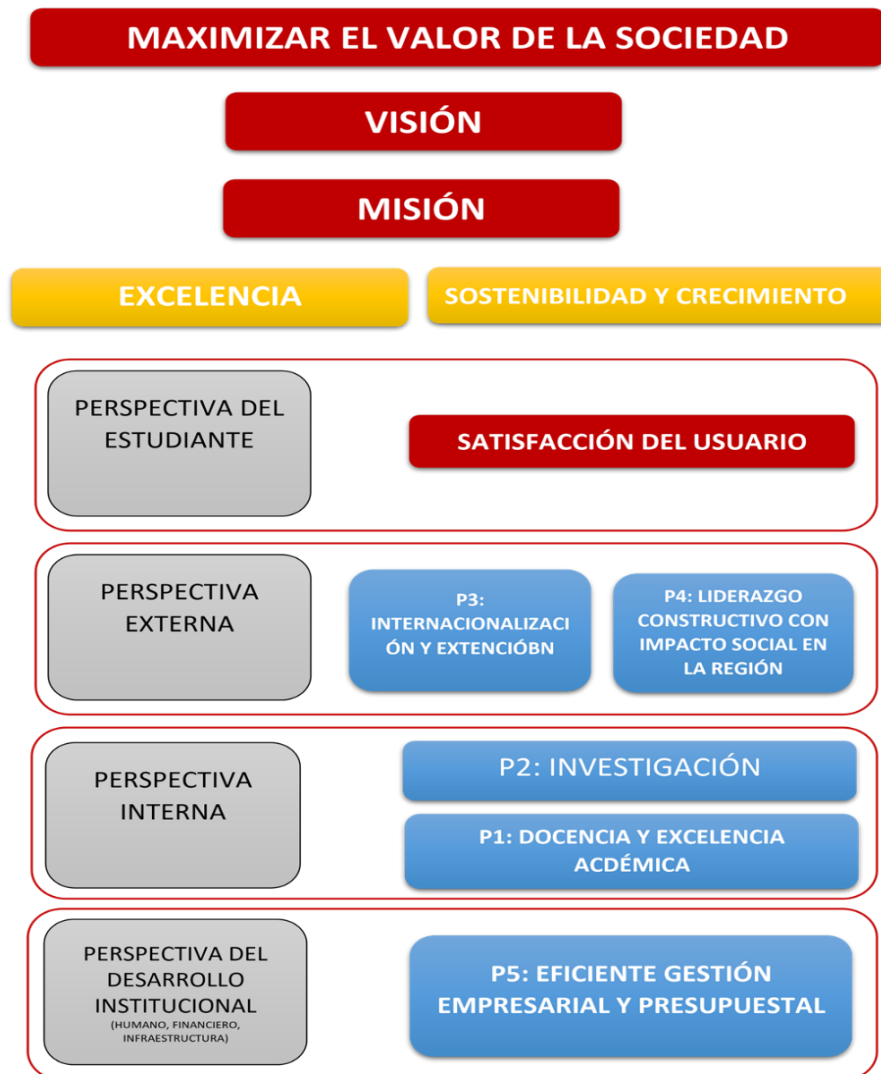 MAXIMIZAR EL VALOR DE LA SOCIEDAD
VISIÓN
MISIÓN
EXCELENCIA
SOSTENIBILIDAD Y CRECIMIENTO
PERSPECTIVA DEL
ESTUDIANTE
SATISFACCIÓN DEL USUARIO
PERSPECTIVA
EXTERNA
P3:
INTERNACIONALIZACI
ÓN Y EXTENCIÓBN
P4: LIDERAZGO
CONSTRUCTIVO CON
IMPACTO SOCIAL EN
LA REGIÓN
PERSPECTIVA
INTERNA
P2: INVESTIGACIÓN
P1: DOCENCIA Y EXCELENCIA
ACDÉMICA
PERSPECTIVA DEL
DESARROLLO
INSTITUCIONAL
(HUMANO, FINANCIERO,
INFRAESTRUCTURA)
P5: EFICIENTE GESTIÓN
EMPRESARIAL Y PRESUPUESTAL